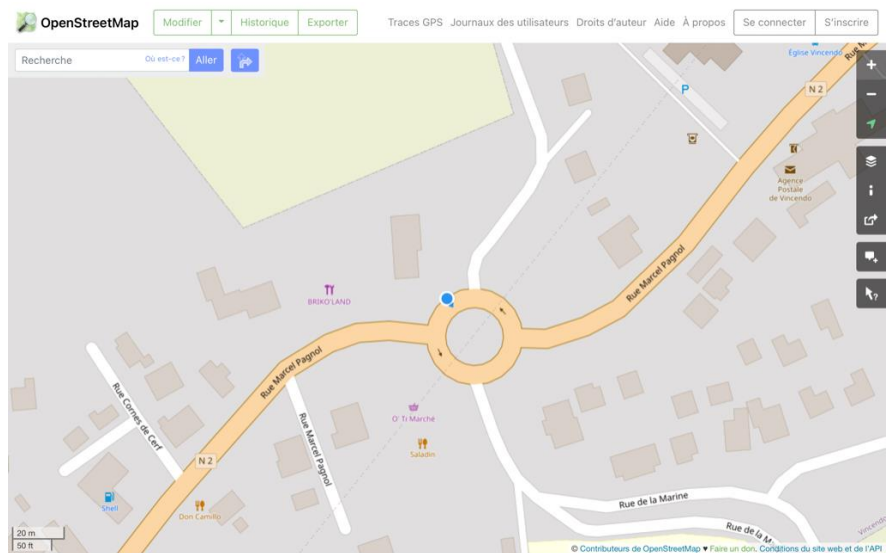 OpenStreetMap
Modifier
Historique
Exporter
Traces GPS
Journaux des utilisateurs
Droits d'auteur
Aide
À propos
Se connecter
S'inscrire
Recherche
Où est-ce ?
Aller
Église Vincendo
P
N 2
Agence
Postale
de Vincendo
Rue Marcel Pagnol
BRIKO'LAND
Rue Marcel Pagnol
Rue Cornes de Cerf
Rue Marcel Pagnol
O' Ti Marché
Saladin
N 2
Shell
Don Camillo
Rue de la Marine
Rue de la
20 m
50 ft
© Contributeurs de OpenStreetMap ♥ Faire un don. Conditions du site web et de l'API